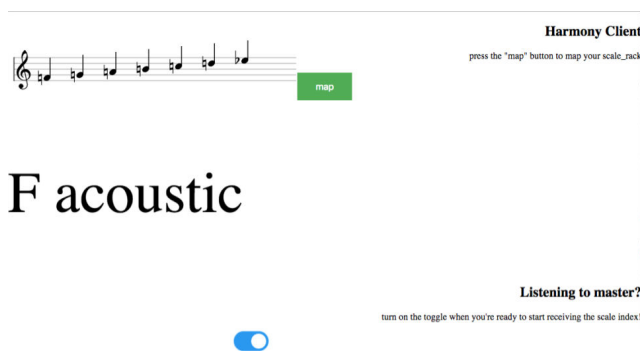 Harmony Client
press the "map" button to map your scale_rack
map
F acoustic
Listening to master?
turn on the toggle when you're ready to start receiving the scale index!